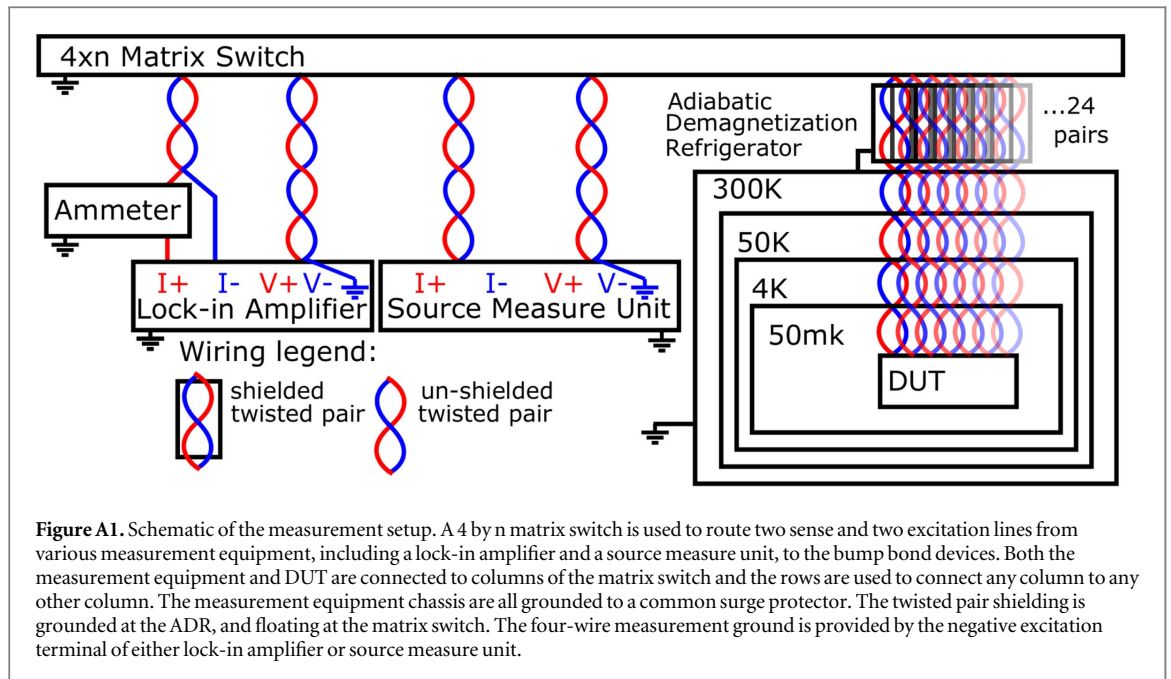 4xn Matrix Switch
Adiabatic
Demagnetization
Refrigerator
...24
pairs
300K
50K
4K
50mk
DUT
Ammeter
I+ I- V+ V-
Lock-in Amplifier
I+ I- V+ V-
Source Measure Unit
Wiring legend:
shielded
twisted pair
un-shielded
twisted pair
Figure A1. Schematic of the measurement setup. A 4 by n matrix switch is used to route two sense and two excitation lines from
various measurement equipment, including a lock-in amplifier and a source measure unit, to the bump bond devices. Both the
measurement equipment and DUT are connected to columns of the matrix switch and the rows are used to connect any column to any
other column. The measurement equipment chassis are all grounded to a common surge protector. The twisted pair shielding is
grounded at the ADR, and floating at the matrix switch. The four-wire measurement ground is provided by the negative excitation
terminal of either lock-in amplifier or source measure unit.